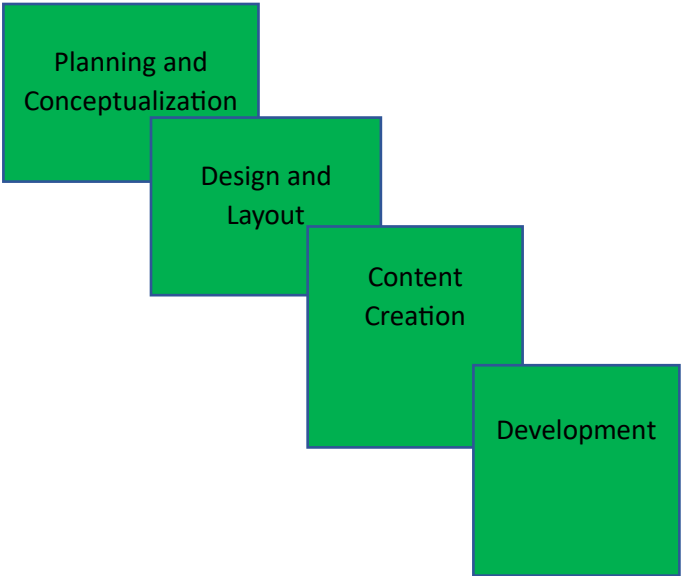 Planning and
Conceptualization
Design and
Layout
Content
Creation
Development